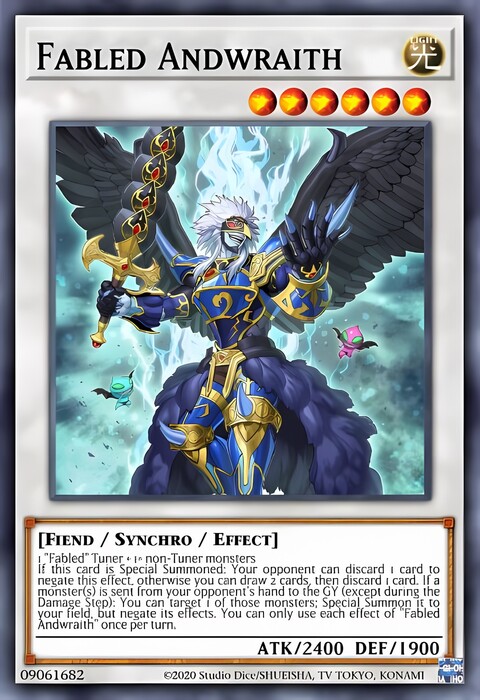 FABLED ANDWRAITH
LIGHT
光
[FIEND / SYNCHRO / EFFECT]
1 "Fabled" Tuner + 1+ non-Tuner monsters
If this card is Special Summoned: Your opponent can discard 1 card to
negate this effect, otherwise you can draw 2 cards, then discard 1 card. If a
monster(s) is sent from your opponent's hand to the GY (except during the
Damage Step): You can target 1 of those monsters; Special Summon it to
your field, but negate its effects. You can only use each effect of "Fabled
Andwraith" once per turn.
ATK/2400 DEF/1900
09061682
©2020 Studio Dice/SHUEISHA, TV TOKYO, KONAMI